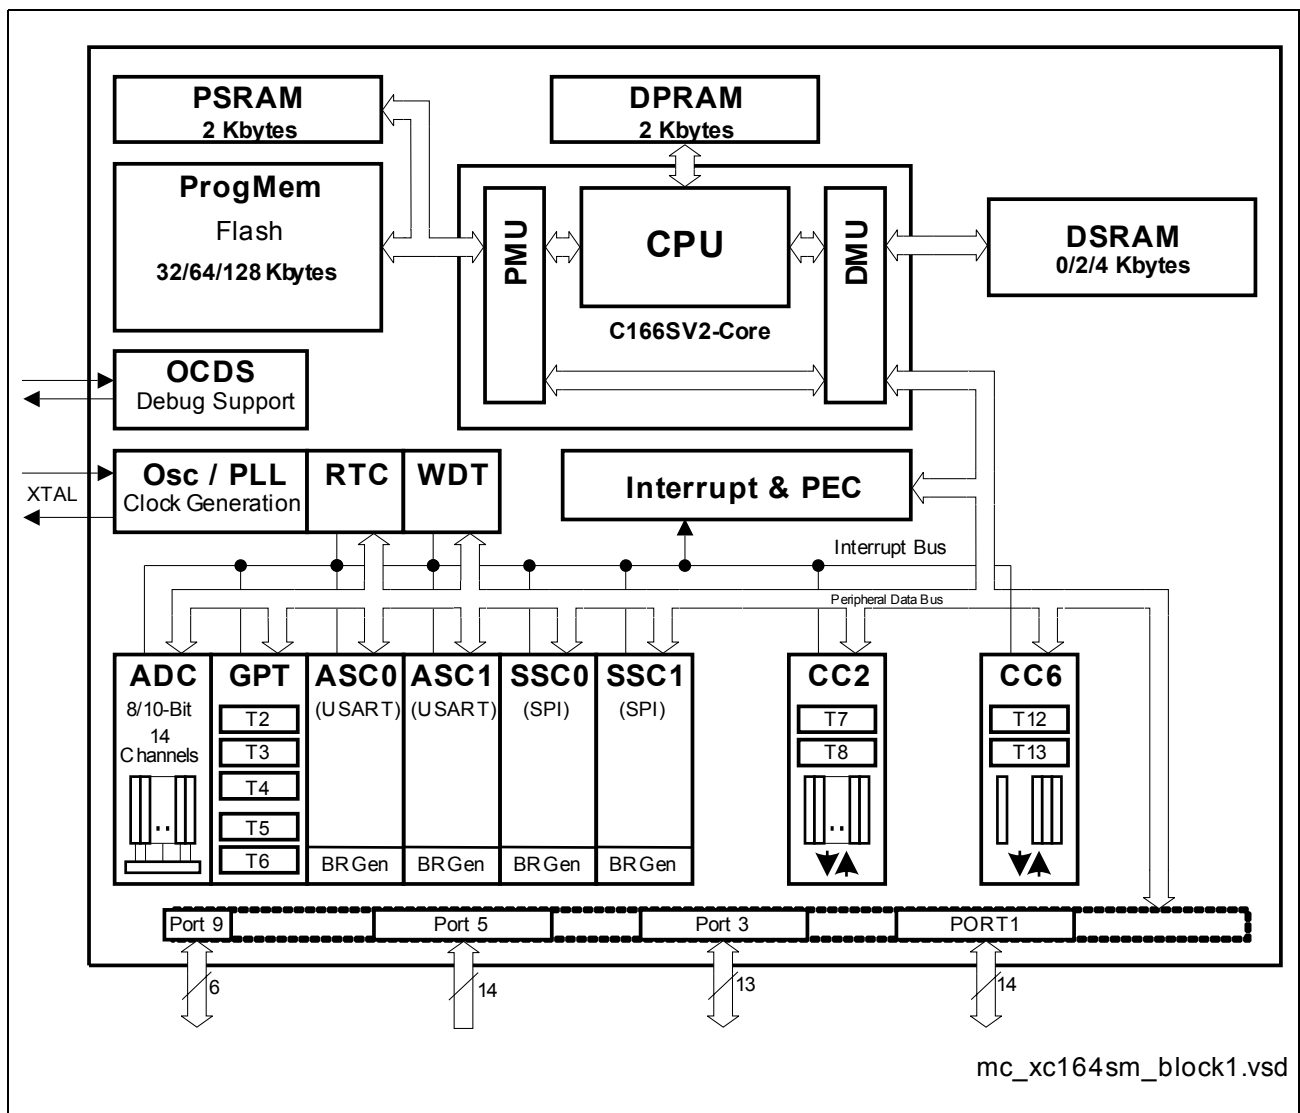 PSRAM
2 Kbytes
DPRAM
2 Kbytes
ProgMem
Flash
32/64/128 Kbytes
PMU
CPU
DMU
C166SV2-Core
DSRAM
0/2/4 Kbytes
OCDS
Debug Support
XTAL
Osc / PLL
Clock Generation
RTC
WDT
Interrupt & PEC
Interrupt Bus
Peripheral Data Bus
ADC
8/10-Bit
14
Channels
GPT
T2
T3
T4
T5
T6
ASC0
(USART)
BRGen
ASC1
(USART)
BRGen
SSC0
(SPI)
BRGen
SSC1
(SPI)
BRGen
CC2
T7
T8
..
CC6
T12
T13
Port 9
Port 5
Port 3
PORT1
6
14
13
14
mc_xc164sm_block1.vsd